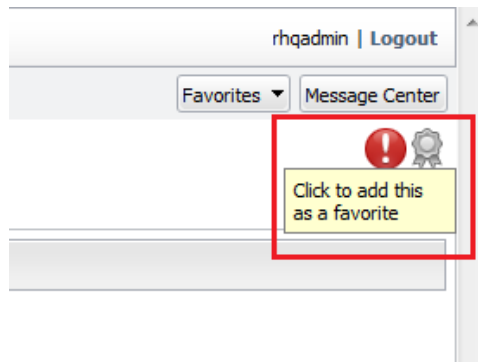 rhqadmin | Logout
Favorites Message Center
Click to add this
as a favorite